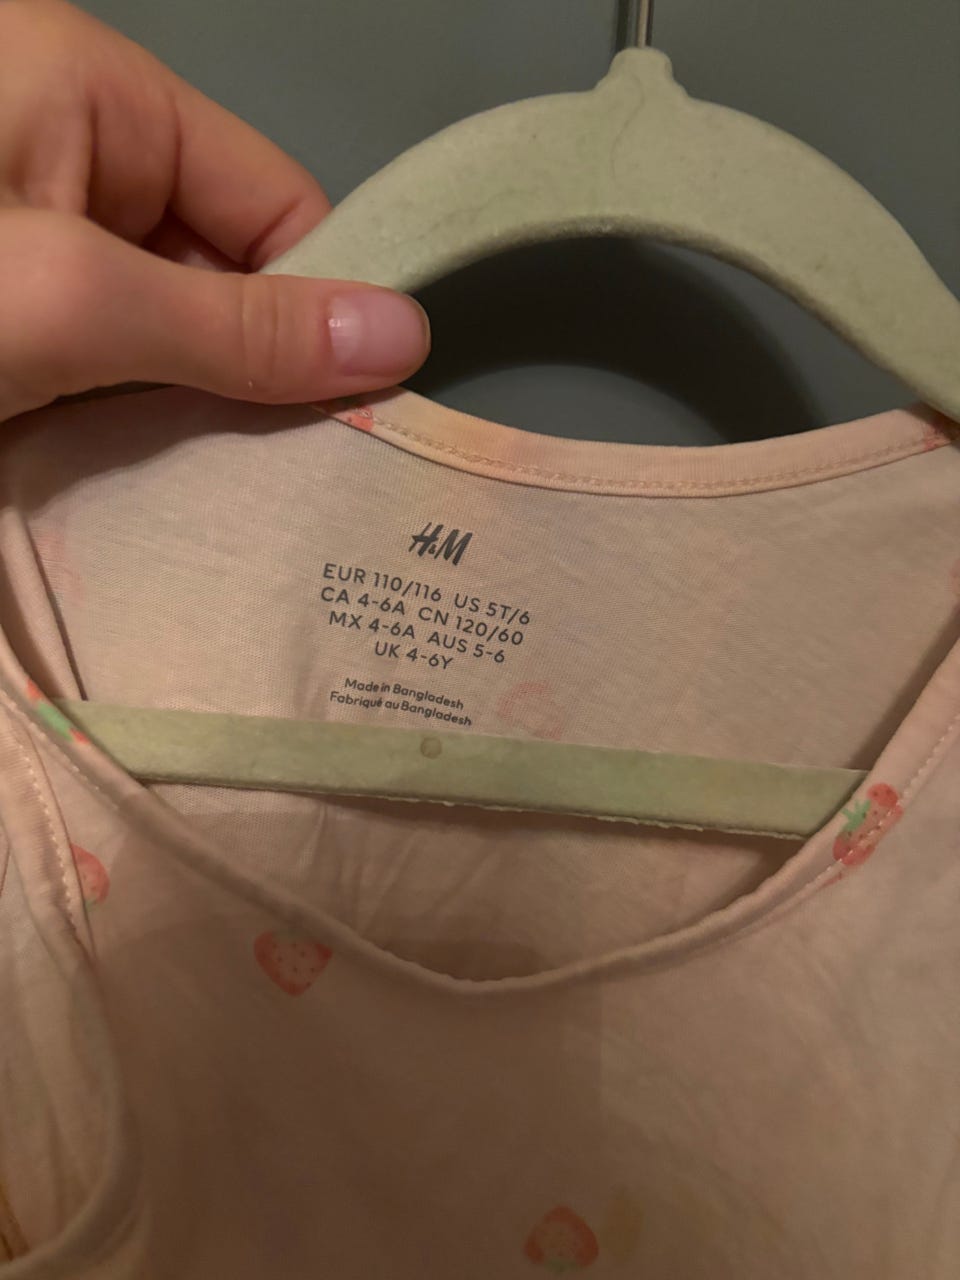 H&M
EUR 110/116 US 5T/6
CA 4-6A CN 120/60
MX 4-6A AUS 5-6
UK 4-6Y
Made in Bangladesh
Fabriqué au Bangladesh